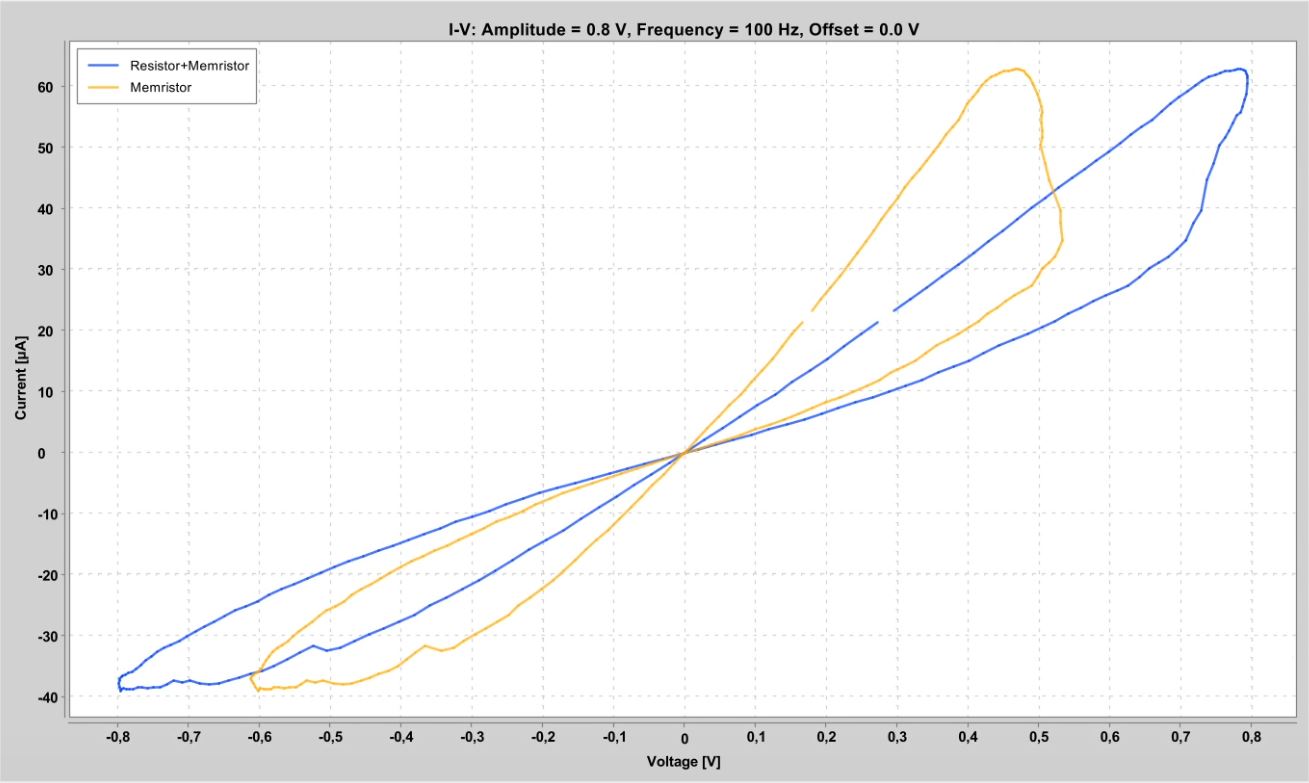 I-V: Amplitude = 0.8 V, Frequency = 100 Hz, Offset = 0.0 V
Resistor+Memristor
Memristor
60
50
40
30
20
10
0
-10
-20
-30
-40
Current [µA]
-0,8 -0,7 -0,6 -0,5 -0,4 -0,3 -0,2 -0,1 0 0,1 0,2 0,3 0,4 0,5 0,6 0,7 0,8
Voltage [V]